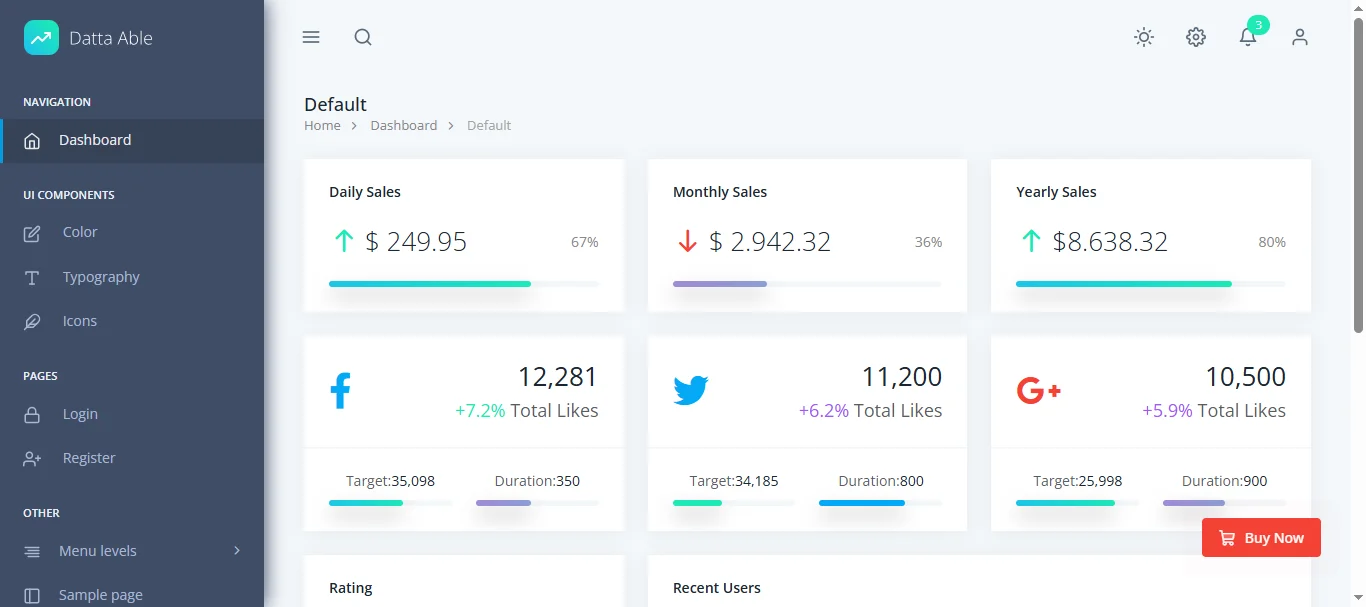 Datta Able
3
NAVIGATION
Dashboard
UI COMPONENTS
Color
Typography
Icons
PAGES
Login
Register
OTHER
Menu levels
Sample page
Default
Home > Dashboard > Default
Daily Sales
$ 249.95
67%
Monthly Sales
$ 2.942.32
36%
Yearly Sales
$8.638.32
80%
12,281
+7.2% Total Likes
Target:35,098
Duration:350
11,200
+6.2% Total Likes
Target:34,185
Duration:800
G+
10,500
+5.9% Total Likes
Target:25,998
Duration:900
Buy Now
Rating
Recent Users